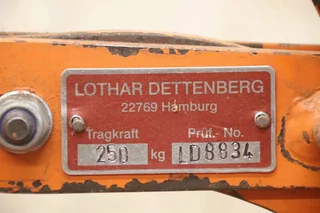 LOTHAR DETTENBERG
22769 Hamburg
Tragkraft Prüf.-No.
250 kg LD8834